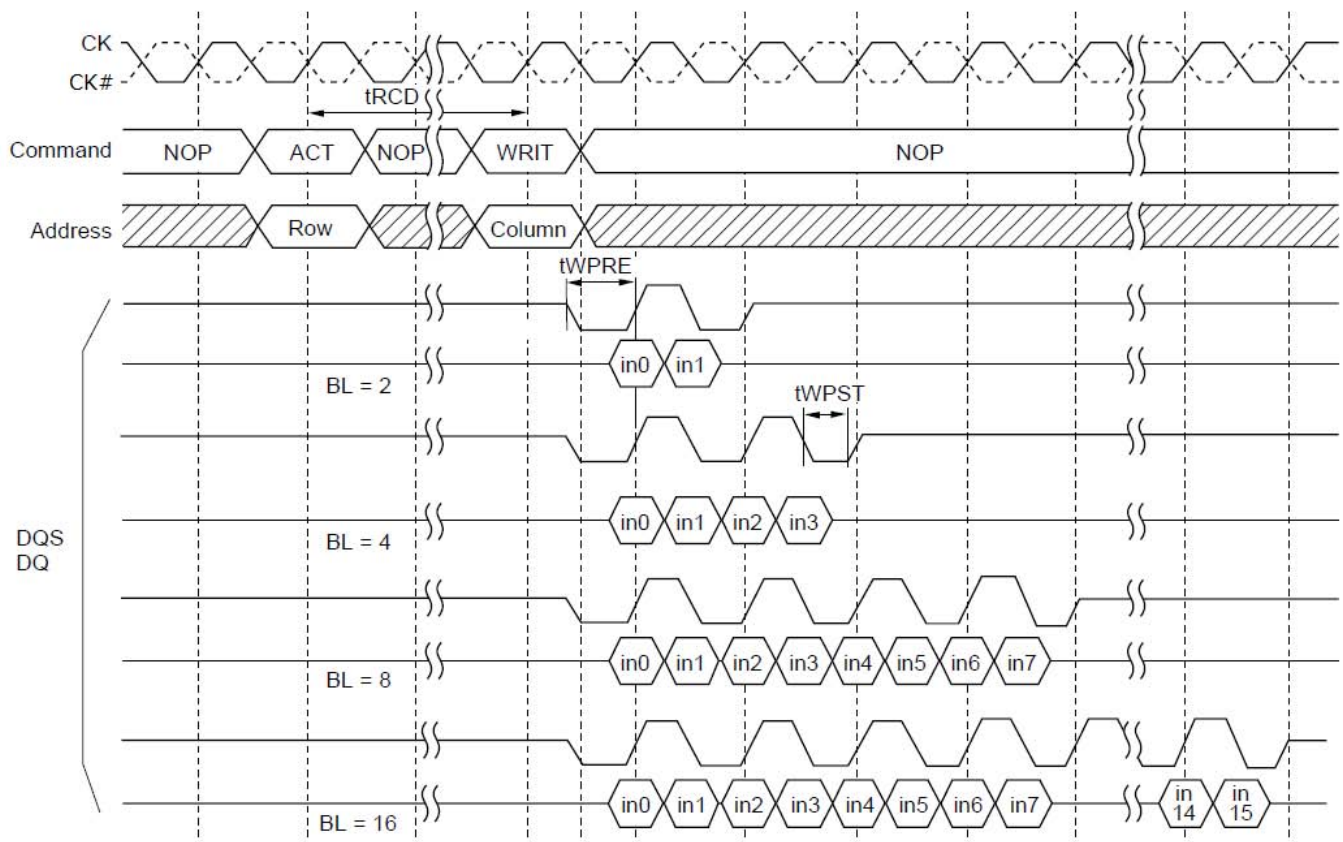 CK
CK#
tRCD
Command NOP ACT NOP WRIT NOP
Address Row Column
tWPRE
in0 in1
BL = 2
tWPST
in0 in1 in2 in3
BL = 4
DQS
DQ
in0 in1 in2 in3 in4 in5 in6 in7
BL = 8
in0 in1 in2 in3 in4 in5 in6 in7 in 14 in 15
BL = 16